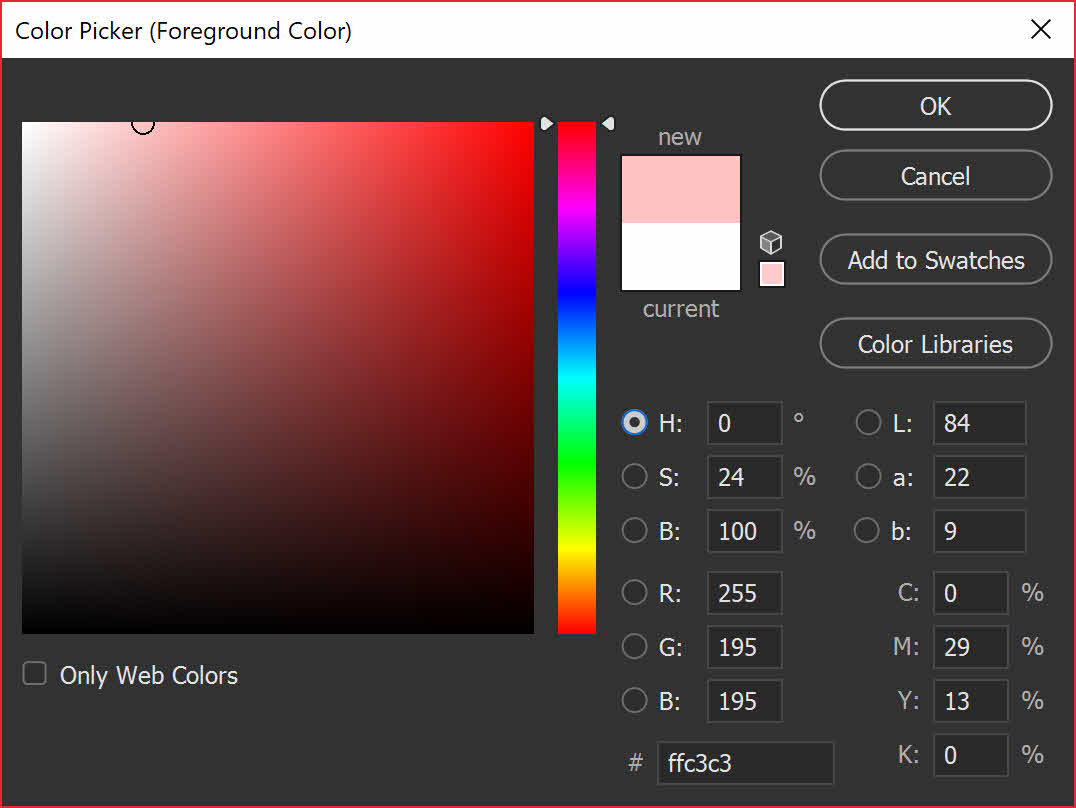 Color Picker (Foreground Color)
OK
new
Cancel
Add to Swatches
current
Color Libraries
H: 0 ° L: 84
S: 24 % a: 22
B: 100 % b: 9
R: 255 C: 0 %
G: 195 M: 29 %
B: 195 Y: 13 %
# ffc3c3 K: 0 %
Only Web Colors